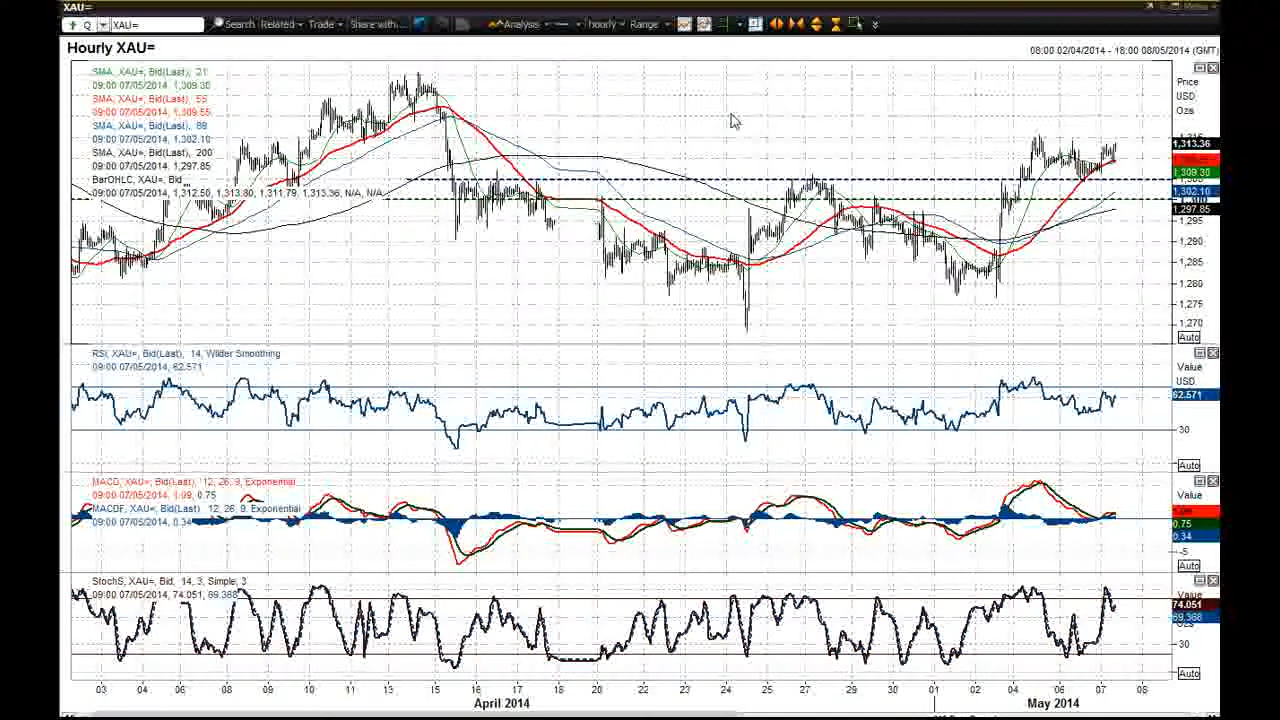 XAU=
Q XAU= Search Related Trade Share with... Analysis hourly Range
Hourly XAU=
08:00 02/04/2014 - 18:00 08/05/2014 (GMT)
SMA, XAU=, Bid(Last), 21
09:00 07/05/2014, 1,309.30
SMA, XAU=, Bid(Last), 55
09:00 07/05/2014, 1,309.55
SMA, XAU=, Bid(Last),
09:00 07/05/2014, 1,302.10
SMA, XAU=, Bid(Last), 200
09:00 07/05/2014, 1,297.85
BarOHLC, XAU=, Bid
09:00 07/05/2014, 1,312.50, 1,313.80, 1,311.79, 1,313.36, N/A, N/A
Price
USD
Ozs
1,313.36
1,309.30
1,302.10
1,297.85
1,295
1,290
1,285
1,280
1,275
1,270
Auto
RSI, XAU=, Bid(Last), 14, Wilder Smoothing
09:00 07/05/2014, 62.571
Value
USD
62.571
30
Auto
MACD, XAU=, Bid(Last), 12, 26, 9, Exponential
09:00 07/05/2014, 1.09, 0.75
MACDF, XAU=, Bid(Last), 12, 26, 9, Exponential
09:00 07/05/2014, 0.34
Value
0.75
0.34
-5
Auto
StochS, XAU=, Bid, 14, 3, Simple, 3
09:00 07/05/2014, 74.051, 69.368
Value
74.051
69.368
30
Auto
03 04 06 07 08 09 10 11 13 14 15 16 17 18 20 21 22 23 24 25 27 28 29 30 01 02 04 05 06 07 08
April 2014 May 2014